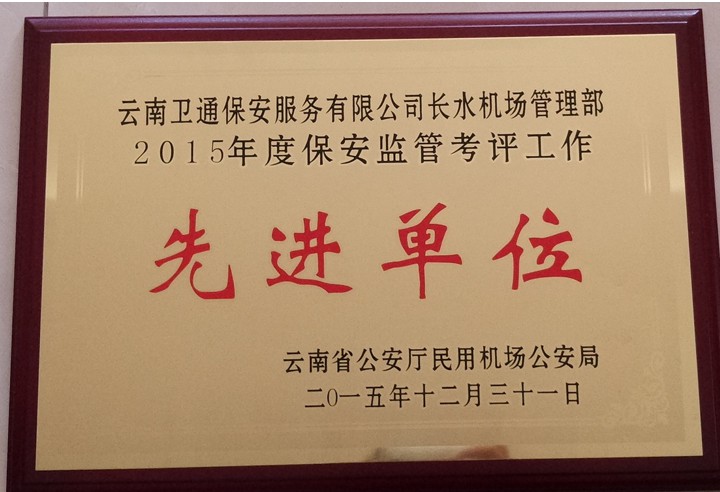 云南卫通保安服务有限公司长水机场管理部
2015年度保安监管考评工作
先进单位
云南省公安厅民用机场公安局
二0一五年十二月三十一日